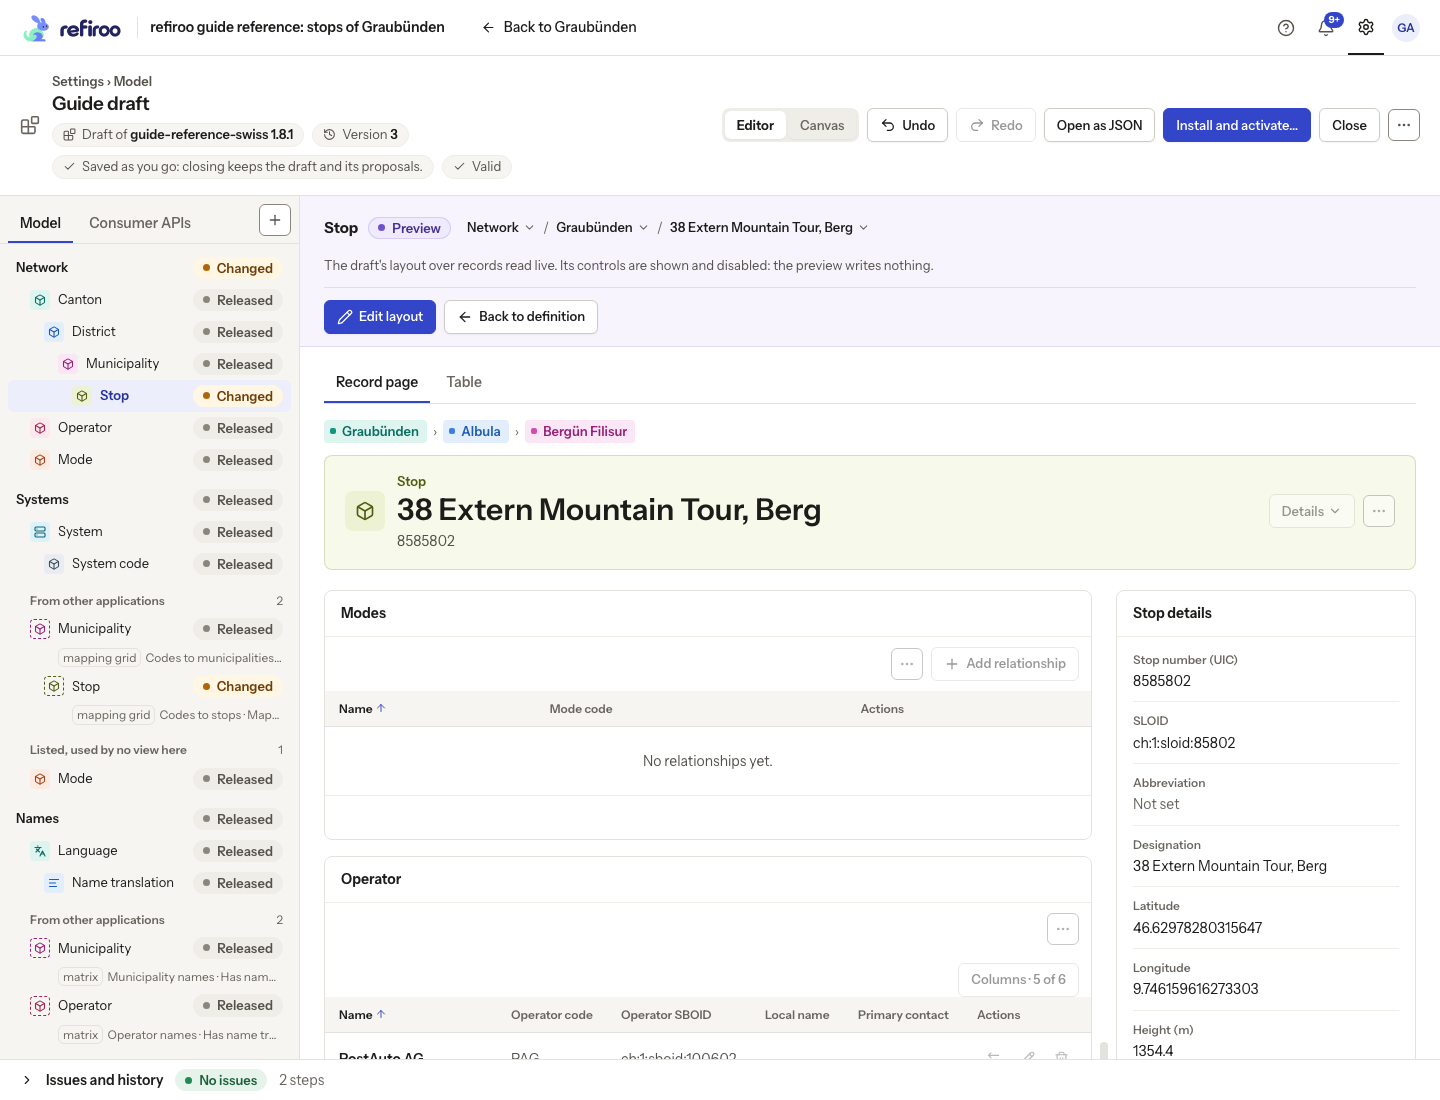 refiroo
refiroo guide reference: stops of Graubünden
Back to Graubünden
9+
GA
Settings › Model
Guide draft
Draft of guide-reference-swiss 1.8.1
Version 3
Saved as you go: closing keeps the draft and its proposals.
Valid
Editor
Canvas
Undo
Redo
Open as JSON
Install and activate...
Close
Model
Consumer APIs
Network
Changed
Canton
Released
District
Released
Municipality
Released
Stop
Changed
Operator
Released
Mode
Released
Systems
Released
System
Released
System code
Released
From other applications
2
Municipality
Released
mapping grid
Codes to municipalities...
Stop
Changed
mapping grid
Codes to stops · Map...
Listed, used by no view here
1
Mode
Released
Names
Released
Language
Released
Name translation
Released
From other applications
2
Municipality
Released
matrix
Municipality names · Has nam...
Operator
Released
matrix
Operator names · Has name tr...
Stop
Preview
Network
/
Graubünden
/
38 Extern Mountain Tour, Berg
The draft's layout over records read live. Its controls are shown and disabled: the preview writes nothing.
Edit layout
Back to definition
Record page
Table
Graubünden
›
Albula
›
Bergün Filisur
Stop
38 Extern Mountain Tour, Berg
8585802
Details
Modes
Add relationship
Name
Mode code
Actions
No relationships yet.
Operator
Columns · 5 of 6
Name
Operator code
Operator SBOID
Local name
Primary contact
Actions
PostAuto AG
PAG
ch:1:sboid:100602
Stop details
Stop number (UIC)
8585802
SLOID
ch:1:sloid:85802
Abbreviation
Not set
Designation
38 Extern Mountain Tour, Berg
Latitude
46.62978280315647
Longitude
9.746159616273303
Height (m)
1354.4
Issues and history
No issues
2 steps